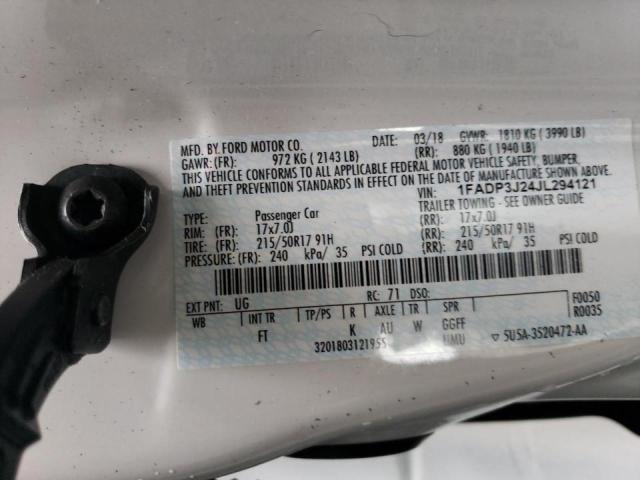 MFD. BY FORD MOTOR CO. DATE: 03/18 GVWR: 1810 KG ( 3990 LB)
GAWR: (FR): 972 KG ( 2143 LB) (RR): 880 KG ( 1940 LB)
THIS VEHICLE CONFORMS TO ALL APPLICABLE FEDERAL MOTOR VEHICLE SAFETY, BUMPER,
AND THEFT PREVENTION STANDARDS IN EFFECT ON THE DATE OF MANUFACTURE SHOWN ABOVE.
VIN: 1FADP3J24JL294121
TYPE: Passenger Car TRAILER TOWING - SEE OWNER GUIDE
RIM: (FR): 17x7.0J (RR): 17x7.0J
TIRE: (FR): 215/50R17 91H (RR): 215/50R17 91H
PRESSURE: (FR): 240 kPa/ 35 PSI COLD (RR): 240 kPa/ 35 PSI COLD
EXT PNT: UG RC: 71 DSO: F0050
WB INT TR TP/PS R AXLE TR SPR R0035
FT K AU W GGFF
3201803121955 UMU ▽ 5U5A-3520472-AA